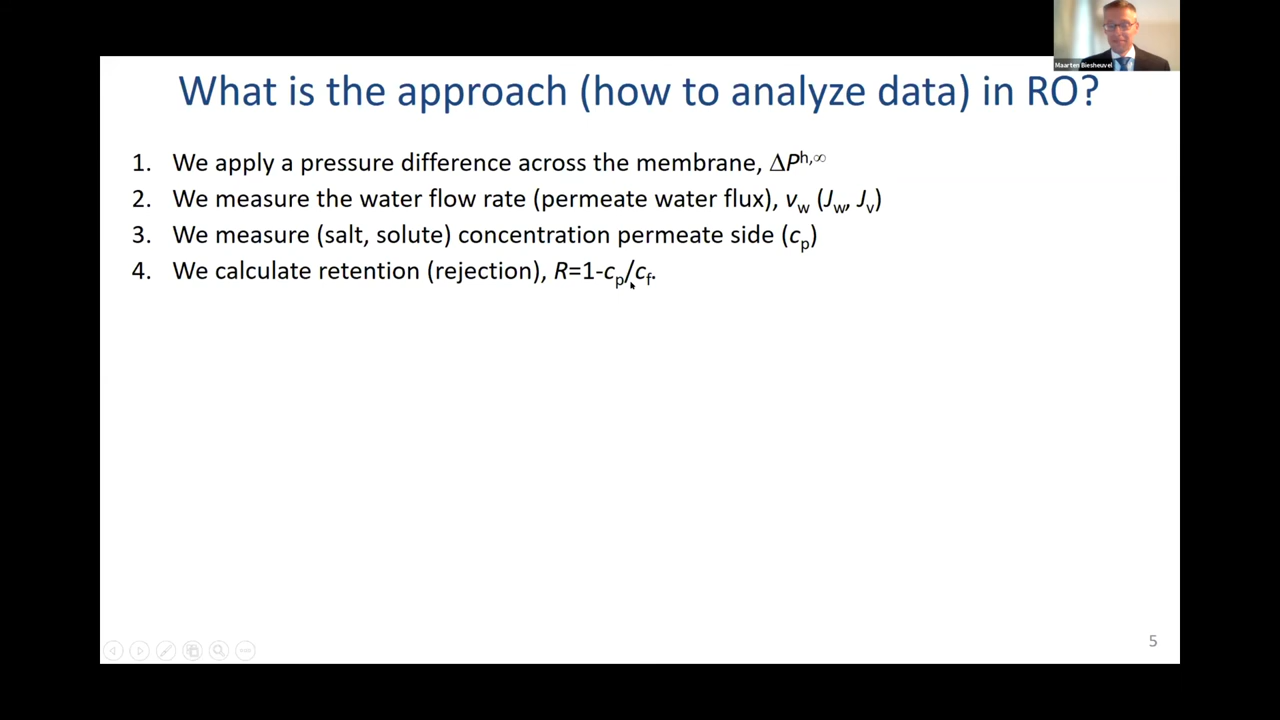 Maarten Biesheuvel
What is the approach (how to analyze data) in RO?
1. We apply a pressure difference across the membrane, ΔP^h,∞
2. We measure the water flow rate (permeate water flux), v_w (J_w, J_v)
3. We measure (salt, solute) concentration permeate side (c_p)
4. We calculate retention (rejection), R=1-c_p/c_f.
5